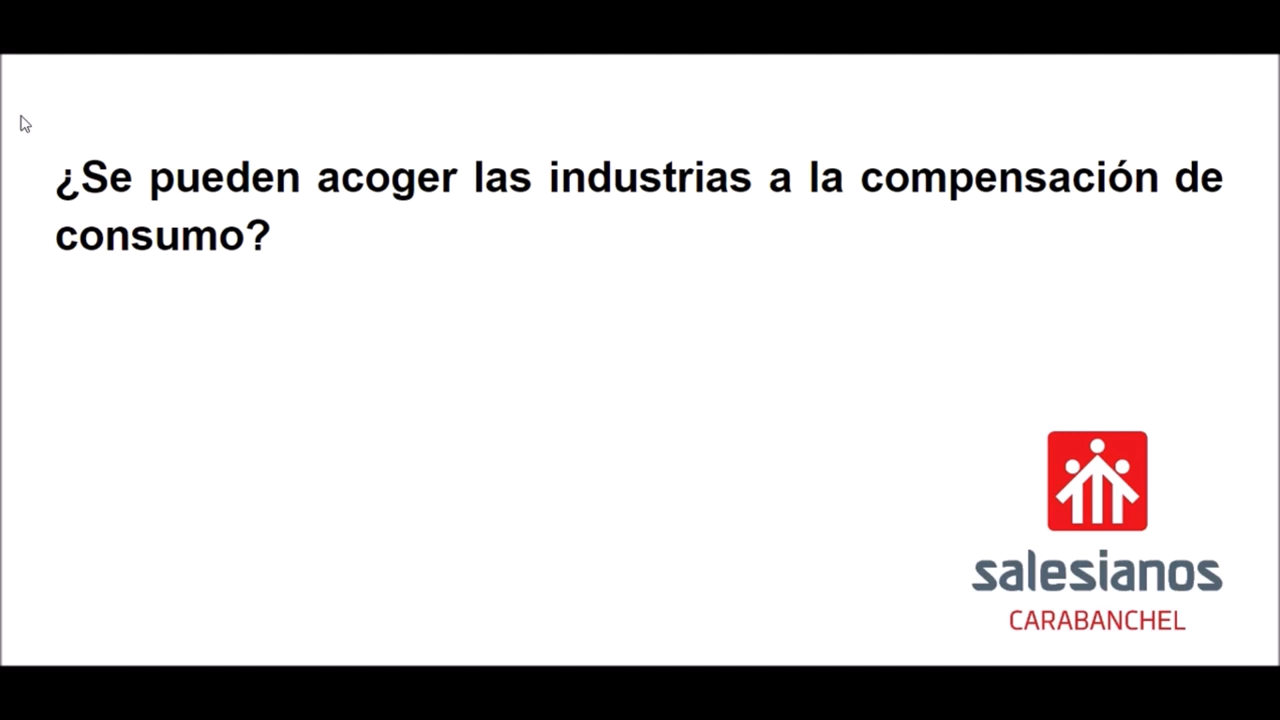 ¿Se pueden acoger las industrias a la compensación de
consumo?
salesianos
CARABANCHEL